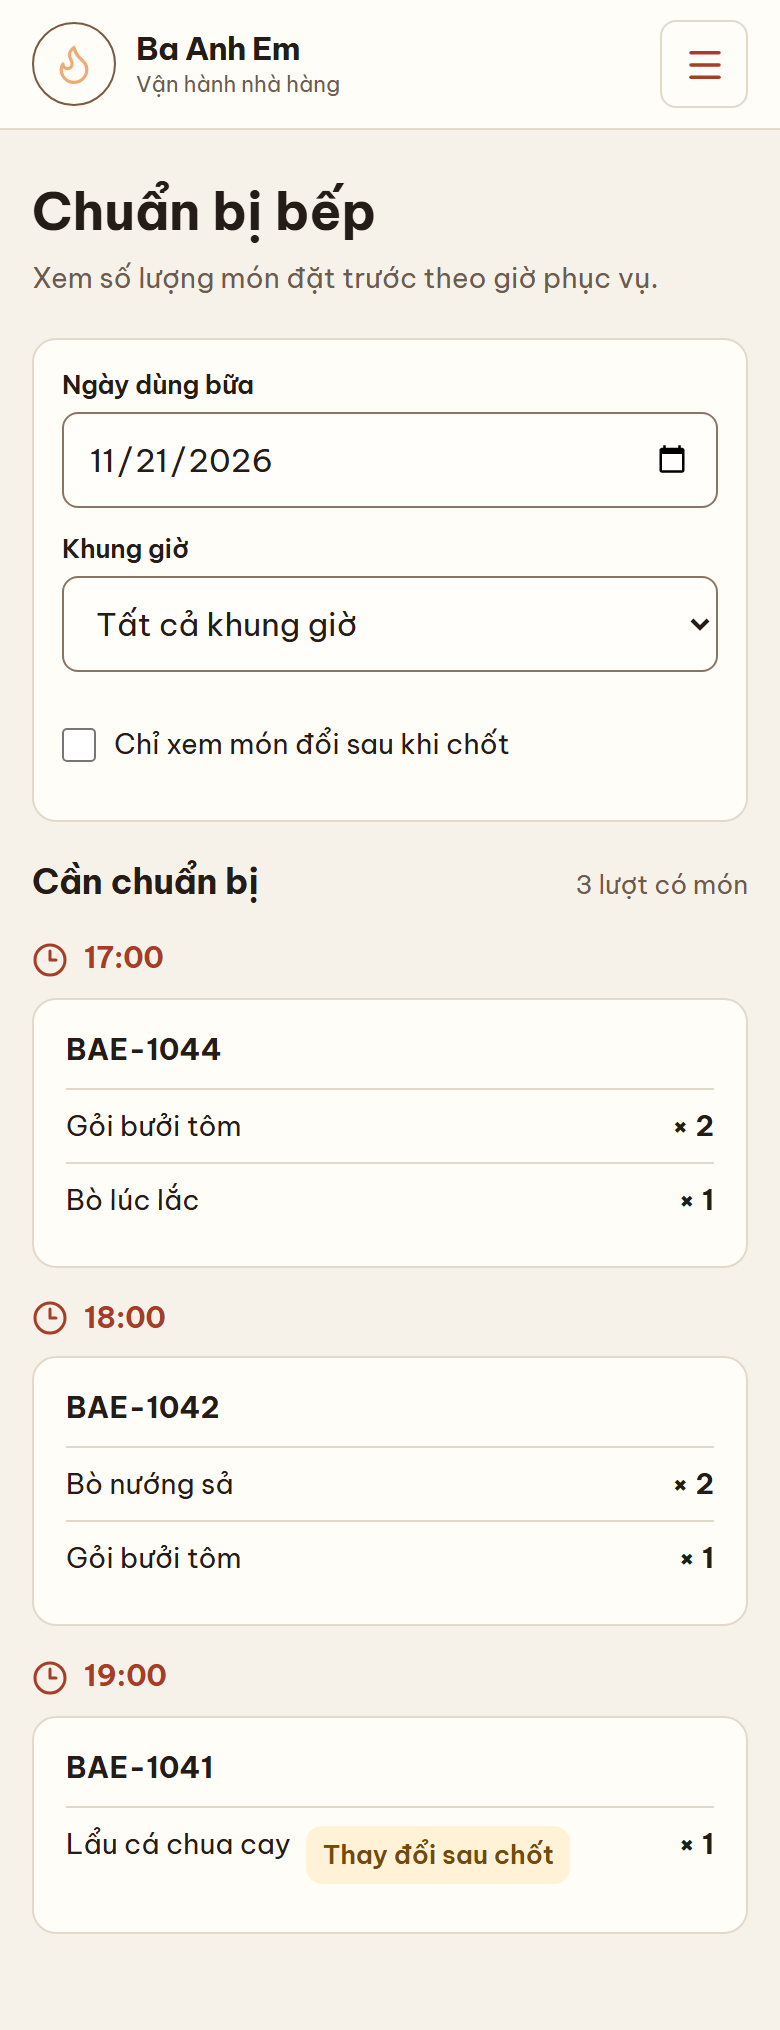 Ba Anh Em
Vận hành nhà hàng
Chuẩn bị bếp
Xem số lượng món đặt trước theo giờ phục vụ.
Ngày dùng bữa
11/21/2026
Khung giờ
Tất cả khung giờ
Chỉ xem món đổi sau khi chốt
Cần chuẩn bị 3 lượt có món
17:00
BAE-1044
Gỏi bưởi tôm × 2
Bò lúc lắc × 1
18:00
BAE-1042
Bò nướng sả × 2
Gỏi bưởi tôm × 1
19:00
BAE-1041
Lẩu cá chua cay Thay đổi sau chốt × 1